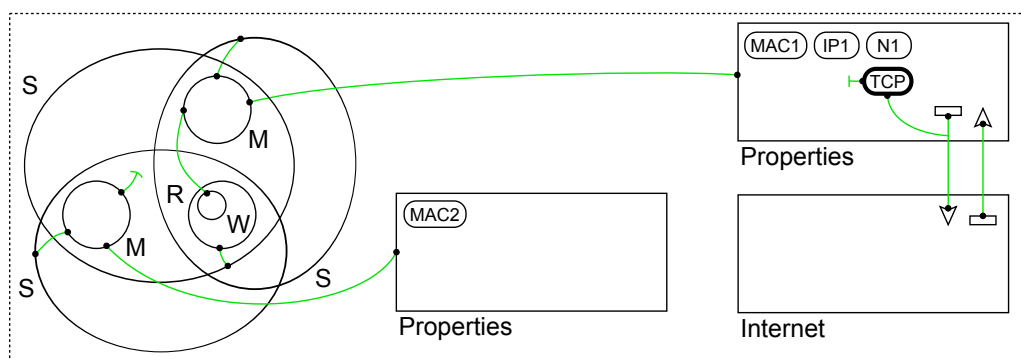 S
M
R
W
M
S
S
MAC1 IP1 N1
TCP
Properties
MAC2
Properties
Internet